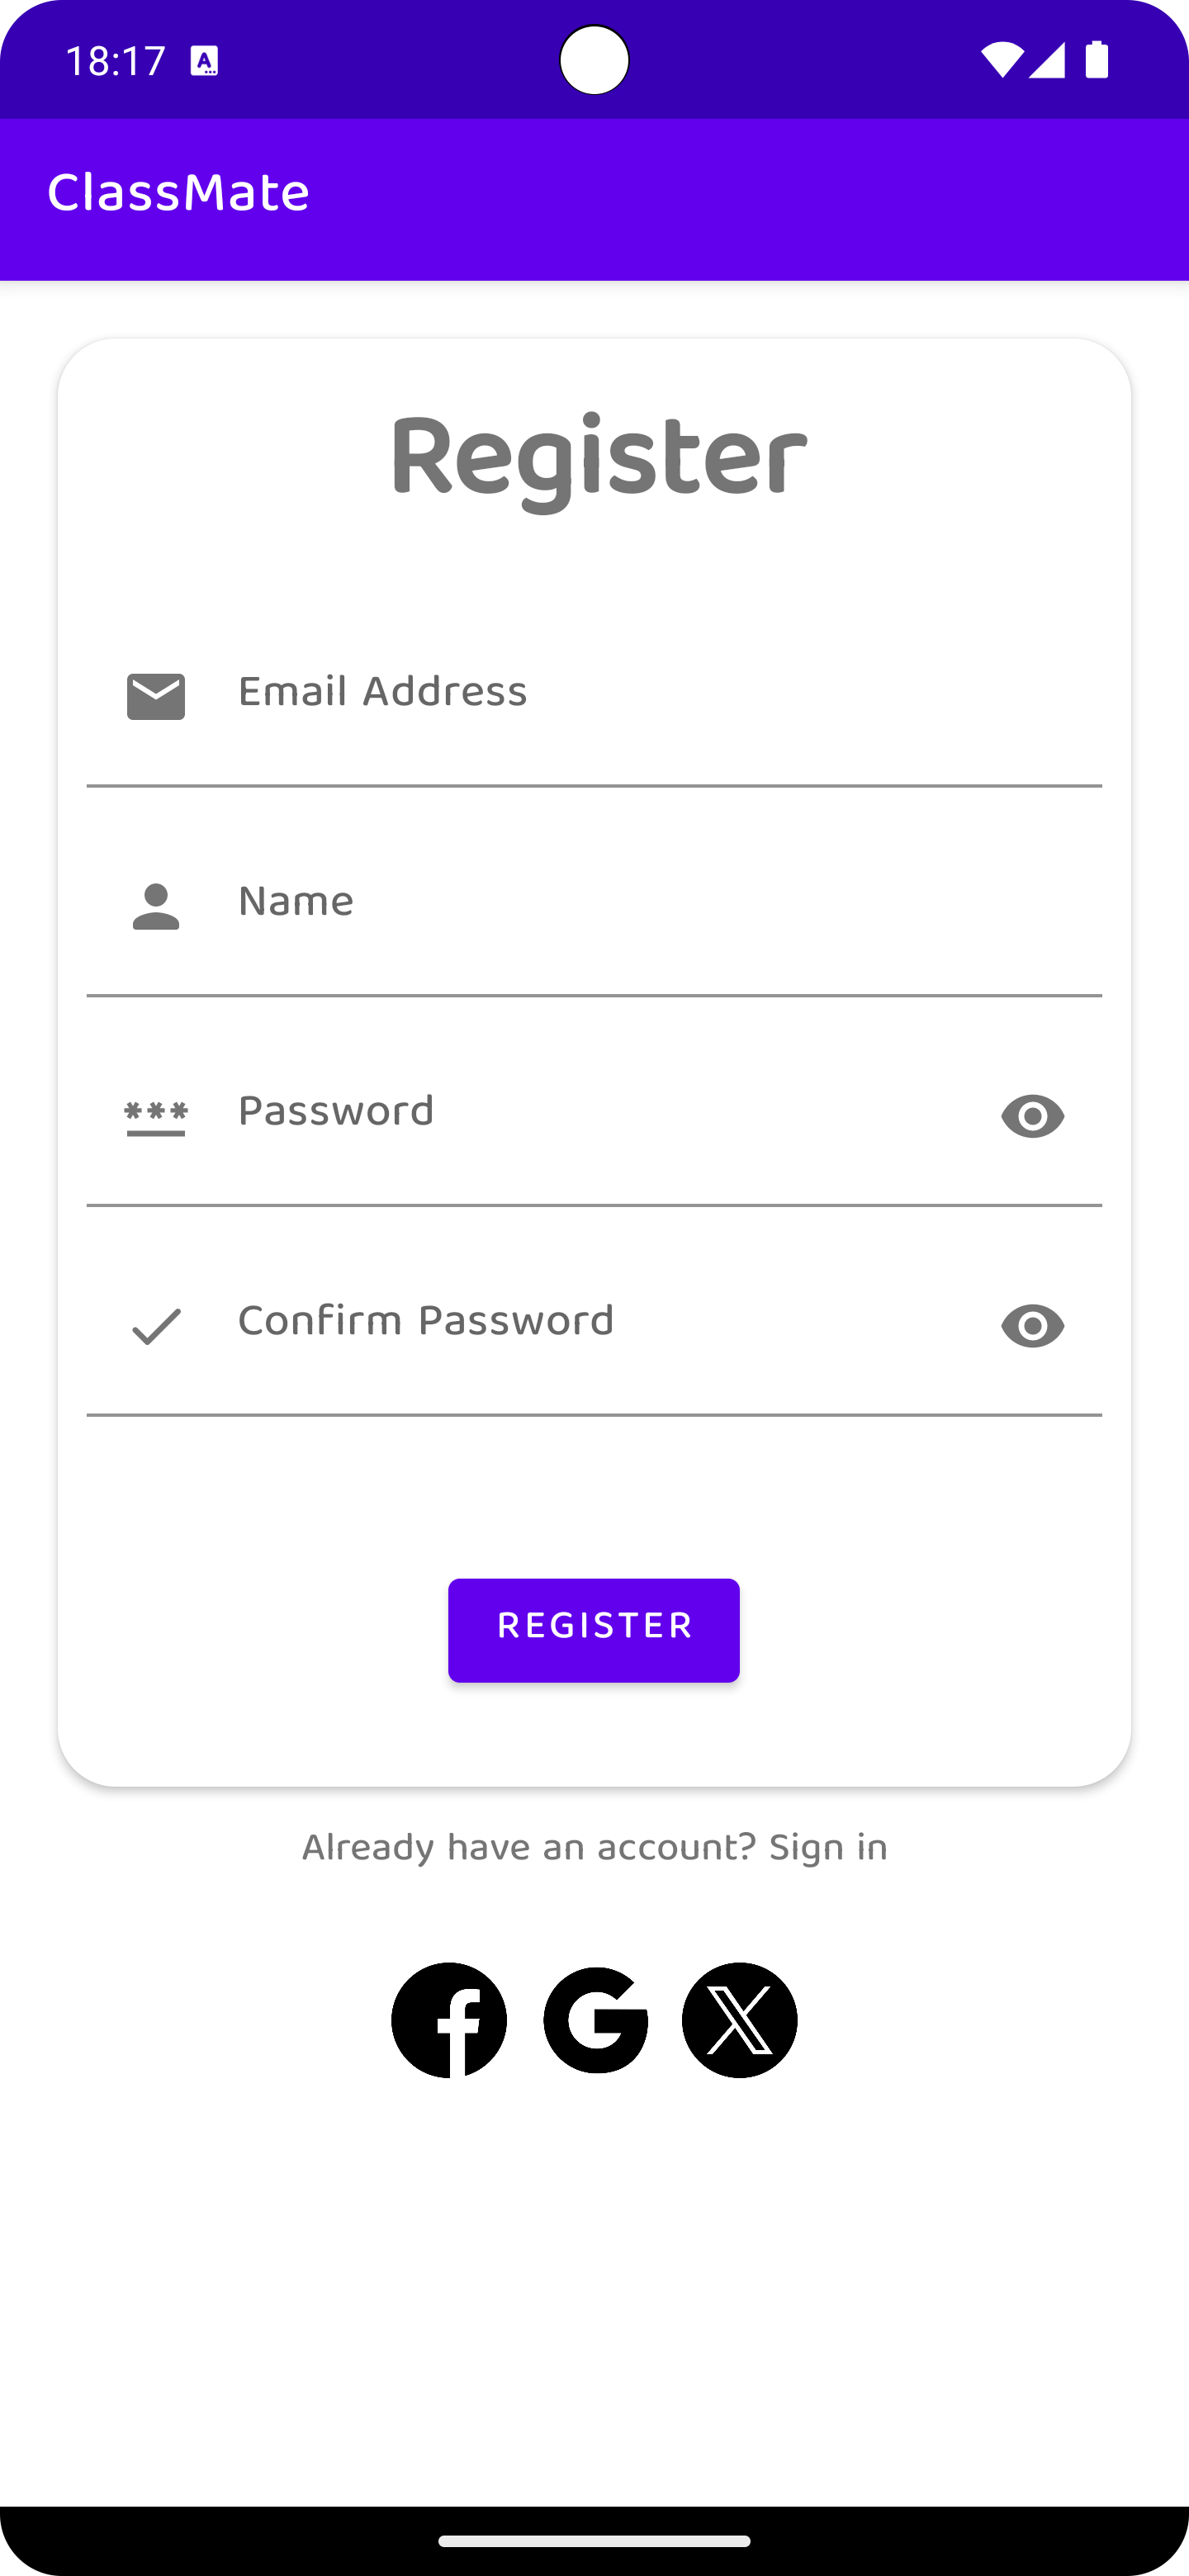 18:17
ClassMate
Register
Email Address
Name
Password
Confirm Password
REGISTER
Already have an account? Sign in